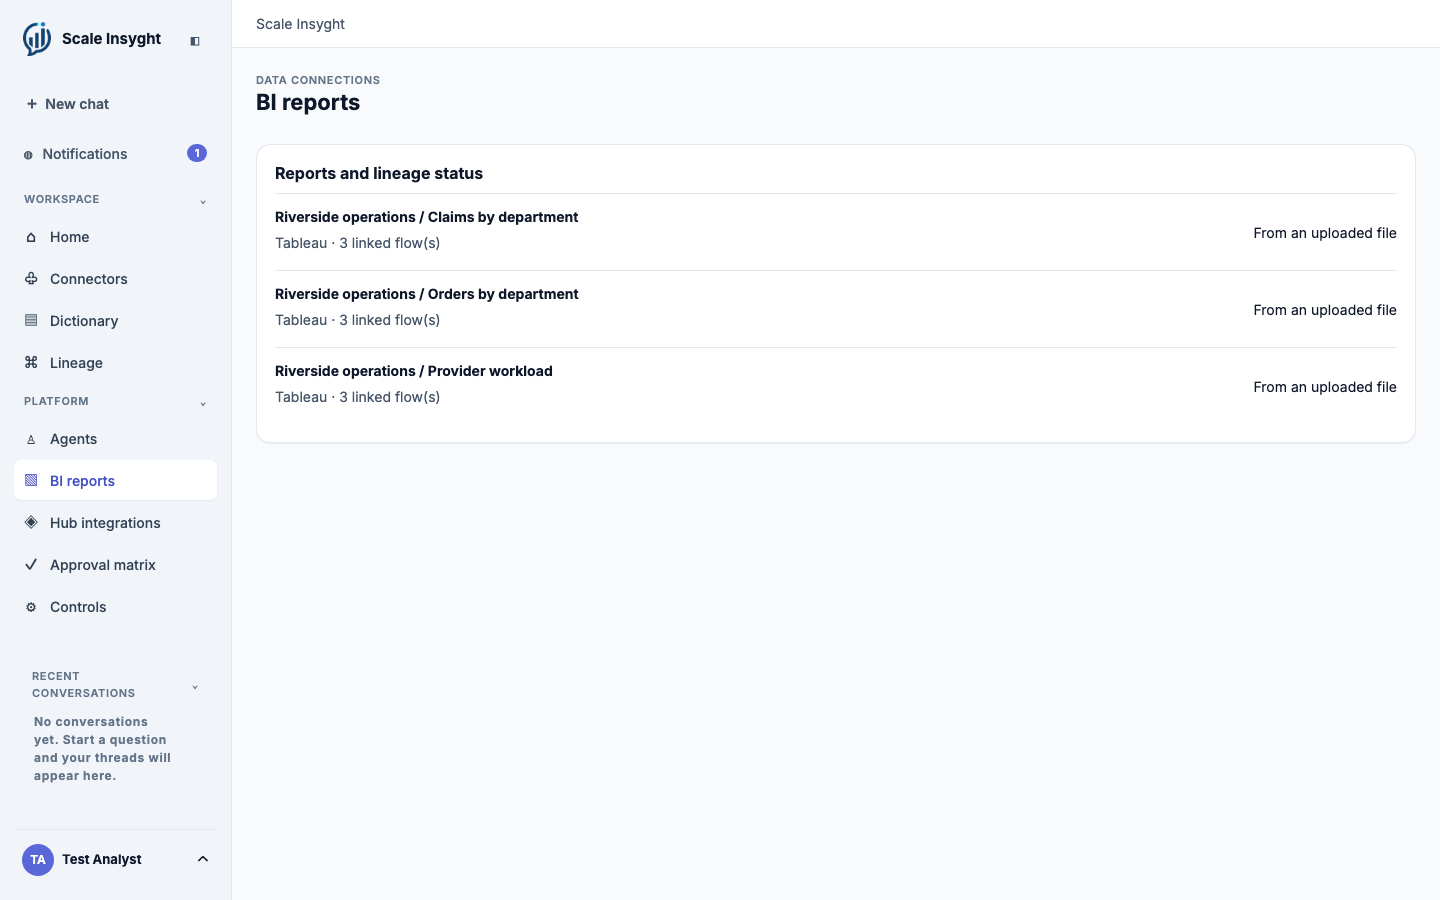 Scale Insyght
+ New chat
Notifications 1
WORKSPACE
Home
Connectors
Dictionary
Lineage
PLATFORM
Agents
BI reports
Hub integrations
Approval matrix
Controls
RECENT
CONVERSATIONS
No conversations
yet. Start a question
and your threads will
appear here.
TA Test Analyst
Scale Insyght
DATA CONNECTIONS
BI reports
Reports and lineage status
Riverside operations / Claims by department
Tableau · 3 linked flow(s)
From an uploaded file
Riverside operations / Orders by department
Tableau · 3 linked flow(s)
From an uploaded file
Riverside operations / Provider workload
Tableau · 3 linked flow(s)
From an uploaded file